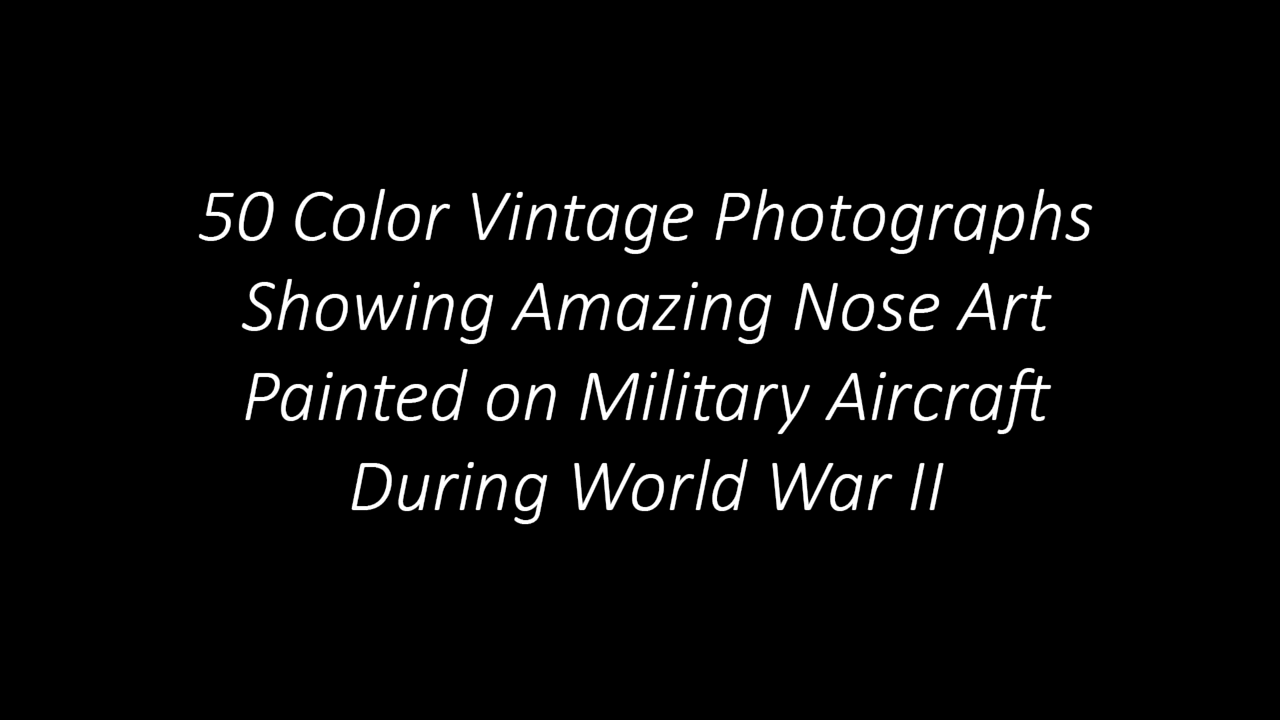 50 Color Vintage Photographs
Showing Amazing Nose Art
Painted on Military Aircraft
During World War II